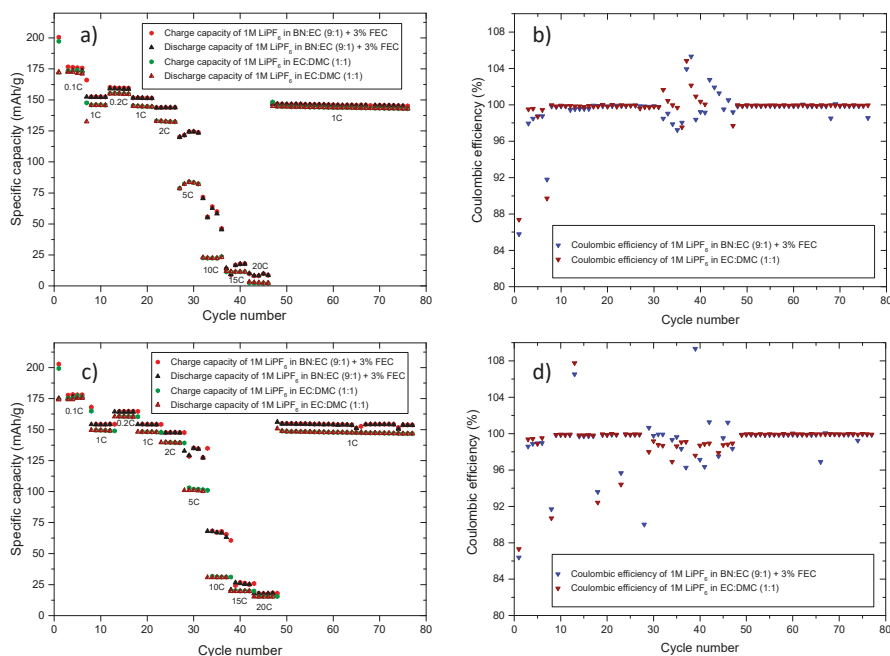 a)
Charge capacity of 1M LiPF6 in BN:EC (9:1) + 3% FEC
Discharge capacity of 1M LiPF6 in BN:EC (9:1) + 3% FEC
Charge capacity of 1M LiPF6 in EC:DMC (1:1)
Discharge capacity of 1M LiPF6 in EC:DMC (1:1)
Specific capacity (mAh/g)
200
175
150
125
100
75
50
25
0
0.1C
1C
0.2C
1C
2C
5C
10C
15C
20C
1C
0 10 20 30 40 50 60 70 80
Cycle number
b)
Coulombic efficiency (%)
108
104
100
96
92
88
84
80
Coulombic efficiency of 1M LiPF6 in BN:EC (9:1) + 3% FEC
Coulombic efficiency of 1M LiPF6 in EC:DMC (1:1)
0 10 20 30 40 50 60 70 80
Cycle number
c)
Charge capacity of 1M LiPF6 in BN:EC (9:1) + 3% FEC
Discharge capacity of 1M LiPF6 in BN:EC (9:1) + 3% FEC
Charge capacity of 1M LiPF6 in EC:DMC (1:1)
Discharge capacity of 1M LiPF6 in EC:DMC (1:1)
Specific capacity (mAh/g)
200
175
150
125
100
75
50
25
0
0.1C
1C
0.2C
1C
2C
5C
10C
15C
20C
1C
0 10 20 30 40 50 60 70 80
Cycle number
d)
Coulombic efficiency (%)
108
104
100
96
92
88
84
80
Coulombic efficiency of 1M LiPF6 in BN:EC (9:1) + 3% FEC
Coulombic efficiency of 1M LiPF6 in EC:DMC (1:1)
0 10 20 30 40 50 60 70 80
Cycle number